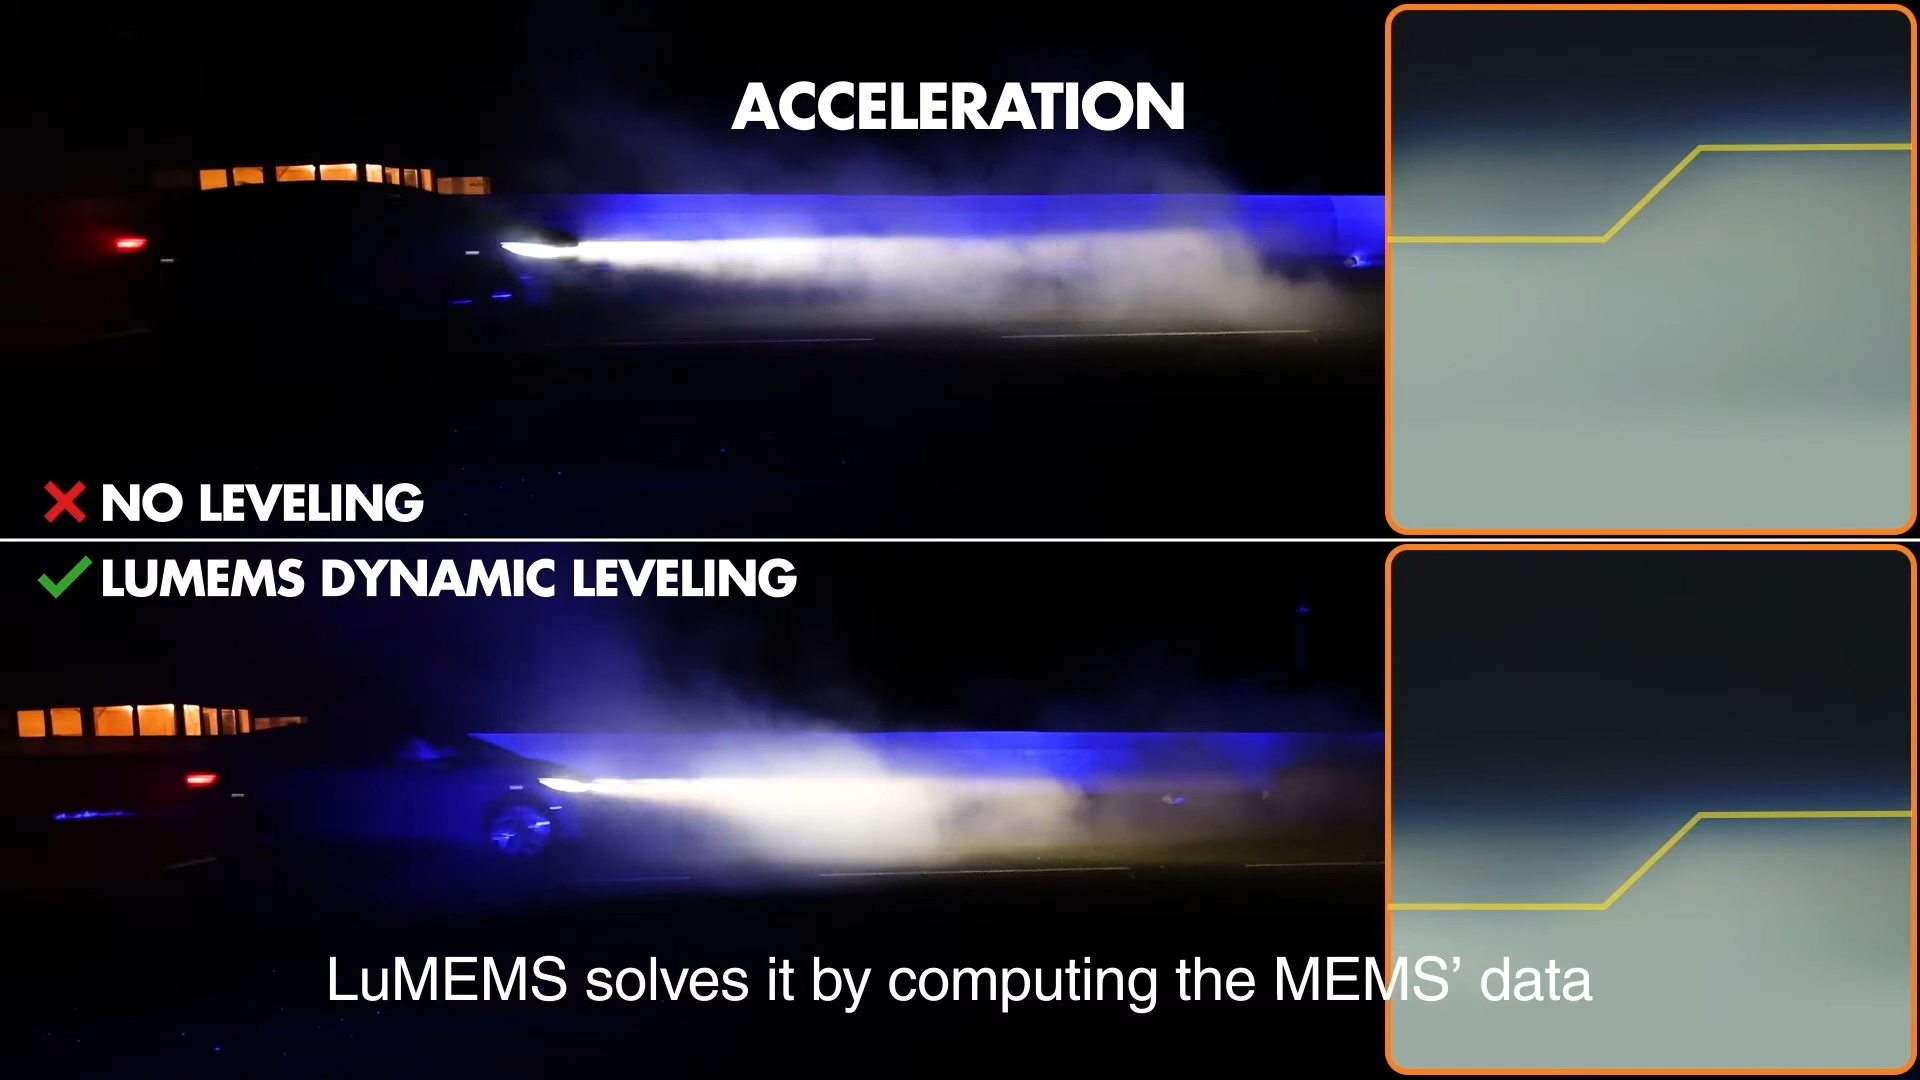 ACCELERATION
NO LEVELING
LUMEMS DYNAMIC LEVELING
LuMEMS solves it by computing the MEMS’ data